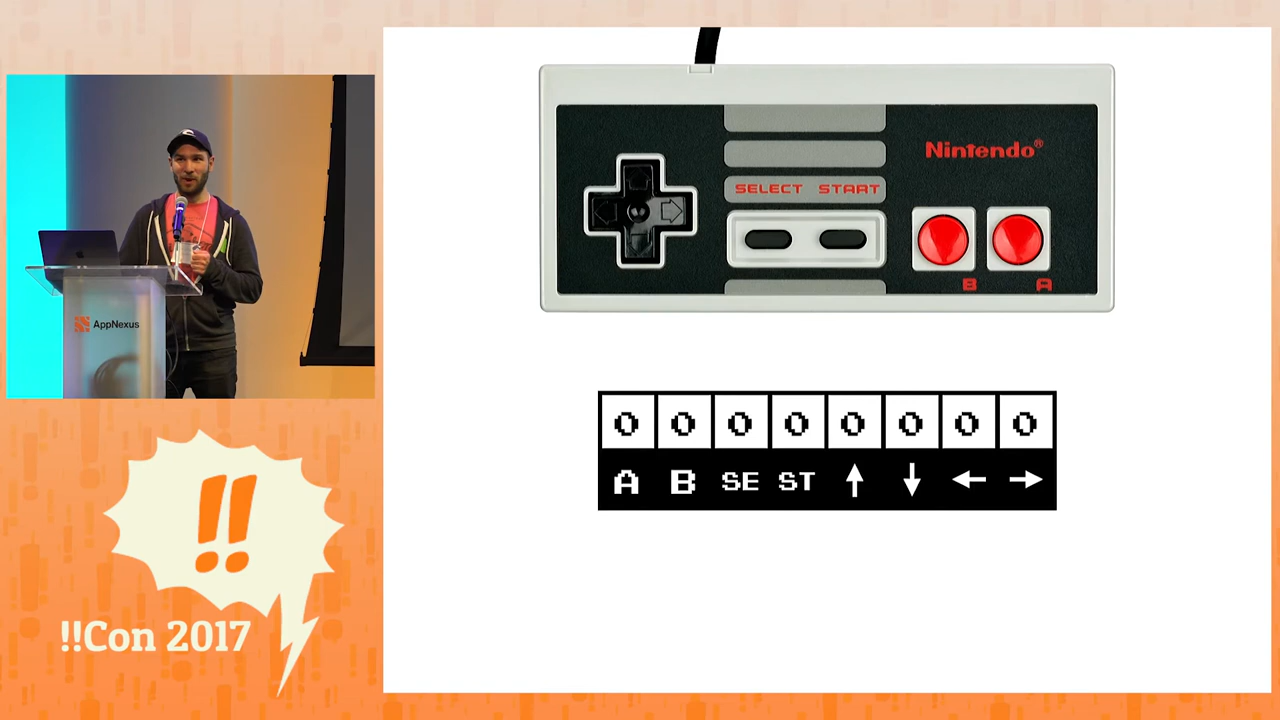 AppNexus
!!
!!Con 2017
Nintendo®
SELECT START
B A
0 0 0 0 0 0 0 0
A B SE ST ↑ ↓ ← →